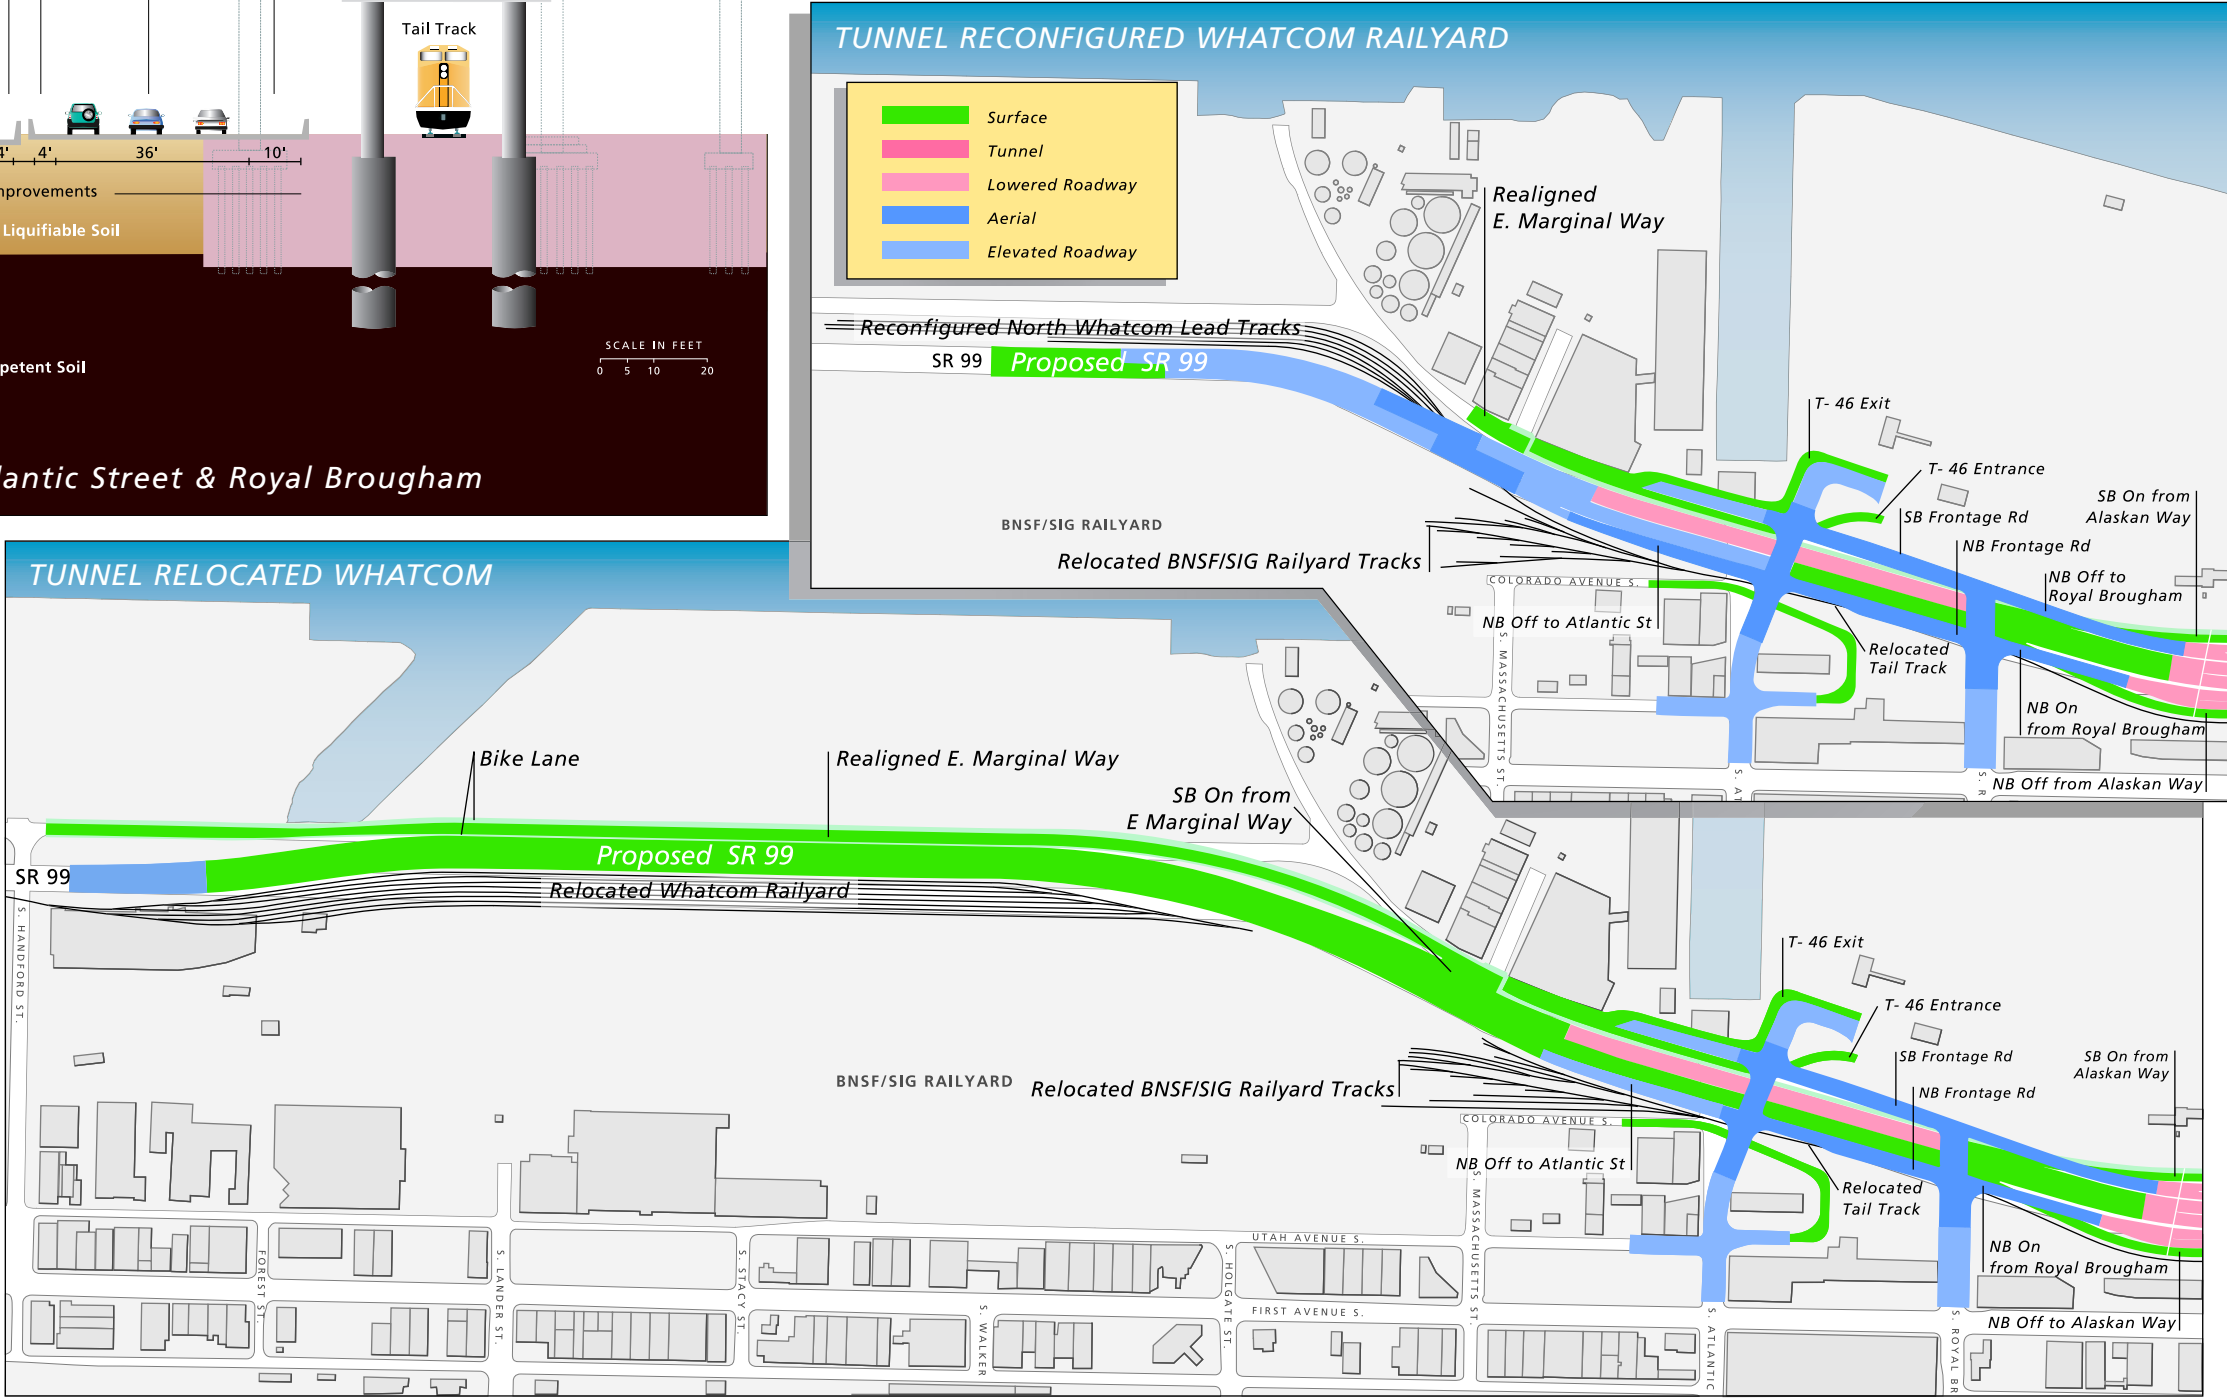 Tail Track
4'
4'
36'
10'
mprovements
Liquifiable Soil
petent Soil
SCALE IN FEET
0 5 10 20
lantic Street & Royal Brougham
TUNNEL RECONFIGURED WHATCOM RAILYARD
Surface
Tunnel
Lowered Roadway
Aerial
Elevated Roadway
Realigned
E. Marginal Way
Reconfigured North Whatcom Lead Tracks
SR 99
Proposed SR 99
T- 46 Exit
T- 46 Entrance
SB On from
Alaskan Way
SB Frontage Rd
NB Frontage Rd
BNSF/SIG RAILYARD
Relocated BNSF/SIG Railyard Tracks
NB Off to
Royal Brougham
COLORADO AVENUE S.
NB Off to Atlantic St
S. MASSACHUSETTS ST.
Relocated
Tail Track
NB On
from Royal Brougham
NB Off from Alaskan Way
S. AT
S. R
TUNNEL RELOCATED WHATCOM
Bike Lane
Realigned E. Marginal Way
SB On from
E Marginal Way
Proposed SR 99
SR 99
Relocated Whatcom Railyard
S. HANDFORD ST.
T- 46 Exit
T- 46 Entrance
SB Frontage Rd
SB On from
Alaskan Way
NB Frontage Rd
BNSF/SIG RAILYARD
Relocated BNSF/SIG Railyard Tracks
COLORADO AVENUE S.
NB Off to Atlantic St
S. MASSACHUSETTS ST.
Relocated
Tail Track
NB On
from Royal Brougham
NB Off to Alaskan Way
UTAH AVENUE S.
FIRST AVENUE S.
FOREST ST.
S. LANDER ST.
S. STACY ST.
S. WALKER
S. HOLGATE ST.
S. ATLANTIC
S. ROYAL BR